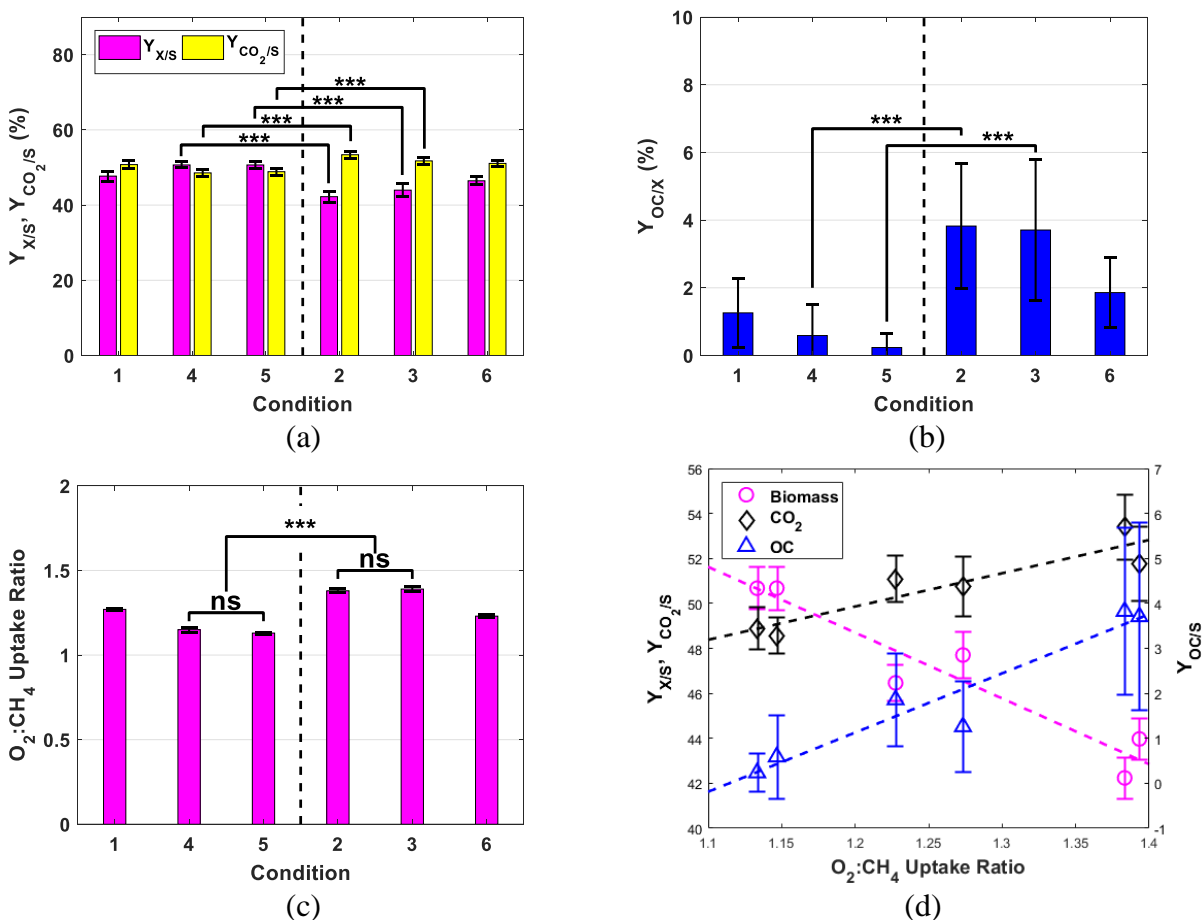 Y_X/S, Y_CO2/S (%)
80
60
40
20
0
Y_X/S Y_CO2/S
***
***
***
***
1 4 5 2 3 6
Condition
(a)
Y_OC/X (%)
10
8
6
4
2
0
***
***
1 4 5 2 3 6
Condition
(b)
O2:CH4 Uptake Ratio
2
1.5
1
0.5
0
***
ns
ns
1 4 5 2 3 6
Condition
(c)
Y_X/S, Y_CO2/S
56
54
52
50
48
46
44
42
40
Biomass
CO2
OC
7
6
5
4
3
2
1
0
-1
Y_OC/S
1.1 1.15 1.2 1.25 1.3 1.35 1.4
O2:CH4 Uptake Ratio
(d)